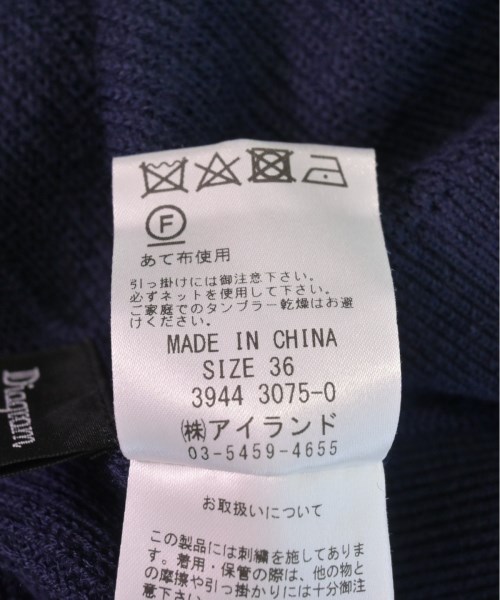 F
あて布使用
引っ掛けには御注意下さい。
必ずネットを使用して下さい。
ご家庭でのタンブラー乾燥はお避
けください。
MADE IN CHINA
SIZE 36
3944 3075-0
㈱アイランド
03-5459-4655
Diagram
お取扱いについて
この製品には刺繍を施してありま
す。着用・保管の際は、他の物と
の摩擦や引っ掛かりには十分御注
意下さい。